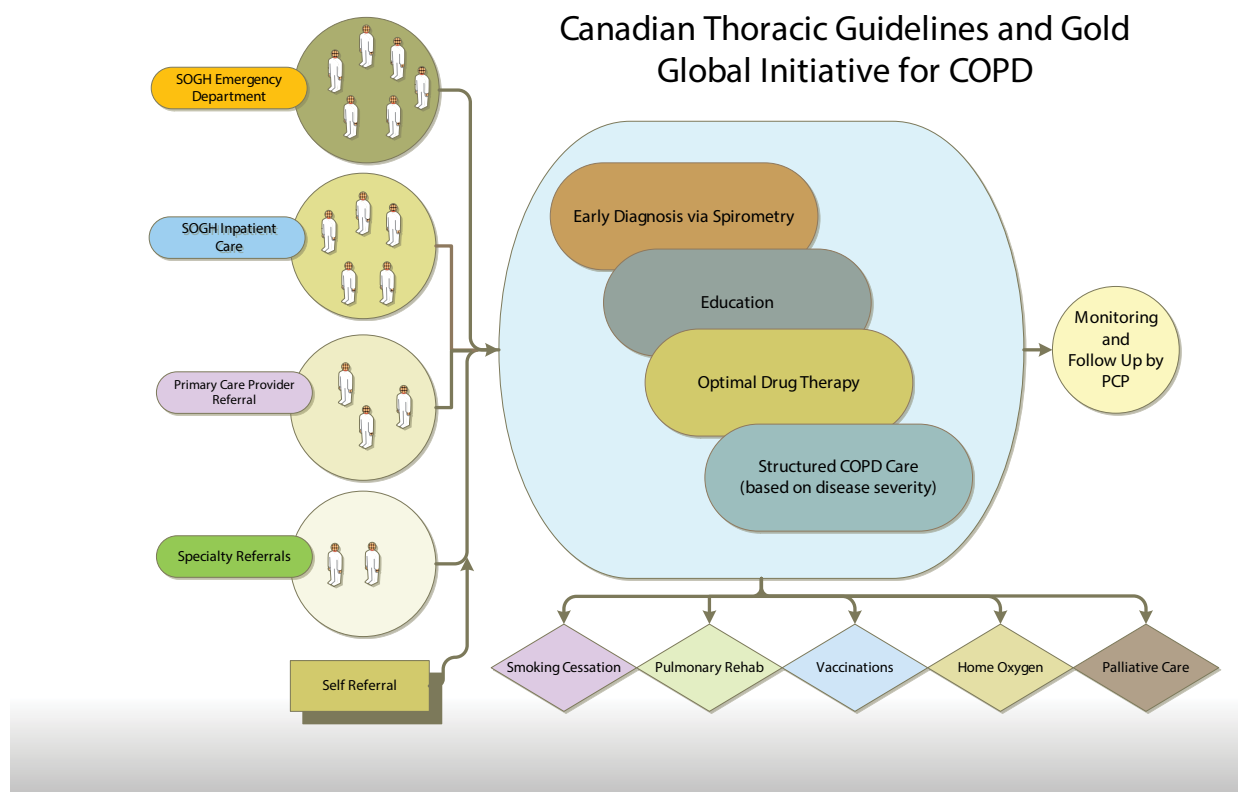 Canadian Thoracic Guidelines and Gold
Global Initiative for COPD
SOGH Emergency
Department
SOGH Inpatient
Care
Primary Care Provider
Referral
Specialty Referrals
Self Referral
Early Diagnosis via Spirometry
Education
Optimal Drug Therapy
Structured COPD Care
(based on disease severity)
Monitoring
and
Follow Up by
PCP
Smoking Cessation
Pulmonary Rehab
Vaccinations
Home Oxygen
Palliative Care